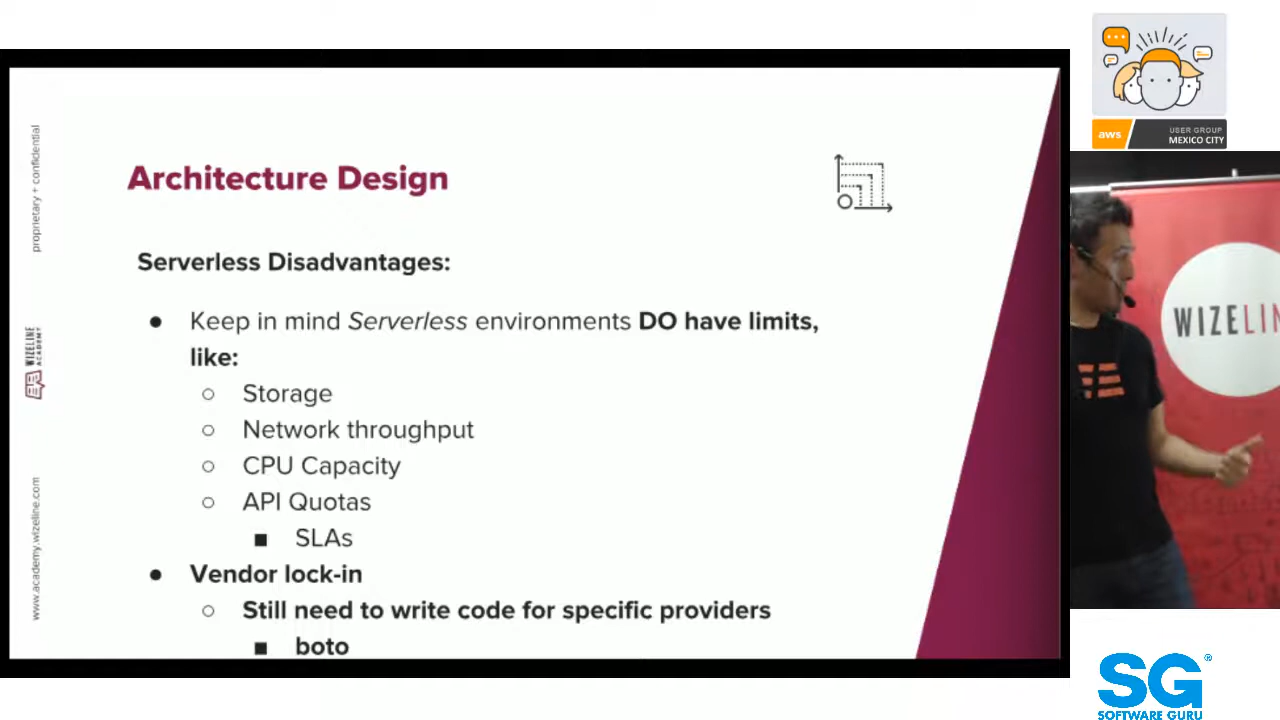 Architecture Design
Serverless Disadvantages:
● Keep in mind Serverless environments DO have limits,
like:
○ Storage
○ Network throughput
○ CPU Capacity
○ API Quotas
■ SLAs
● Vendor lock-in
○ Still need to write code for specific providers
■ boto
proprietary + confidential
WIZELINE
ACADEMY
www.academy.wizeline.com
aws
USER GROUP
MEXICO CITY
WIZELIN
SG®
SOFTWARE GURU